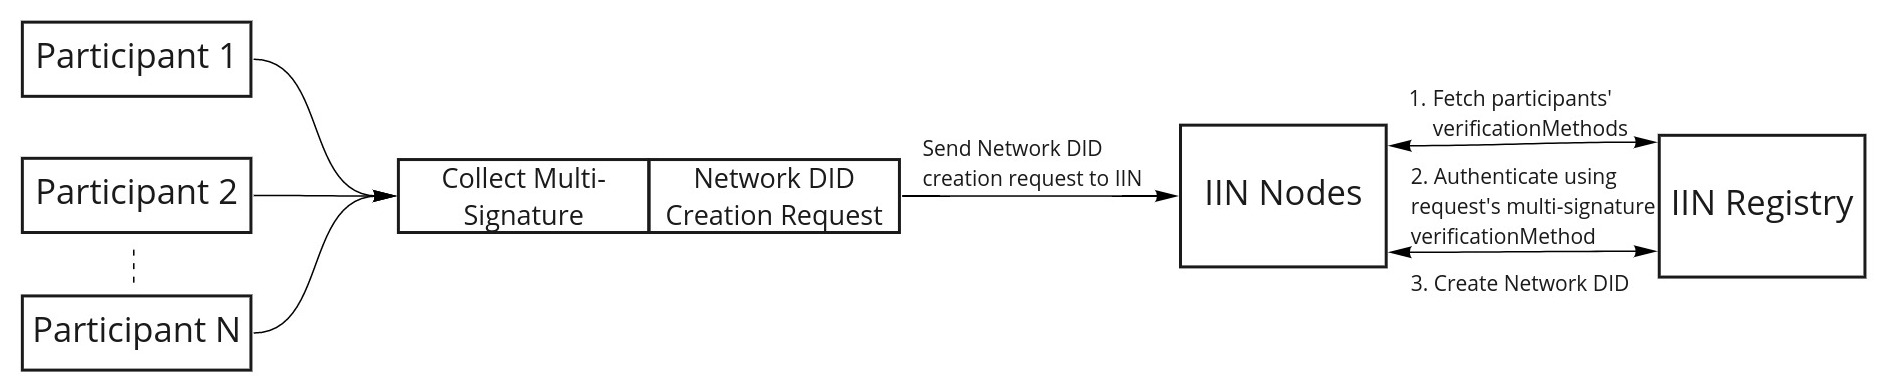 Participant 1
Participant 2
Participant N
Collect Multi-
Signature
Network DID
Creation Request
Send Network DID
creation request to IIN
IIN Nodes
1. Fetch participants'
verificationMethods
2. Authenticate using
request's multi-signature
verificationMethod
3. Create Network DID
IIN Registry